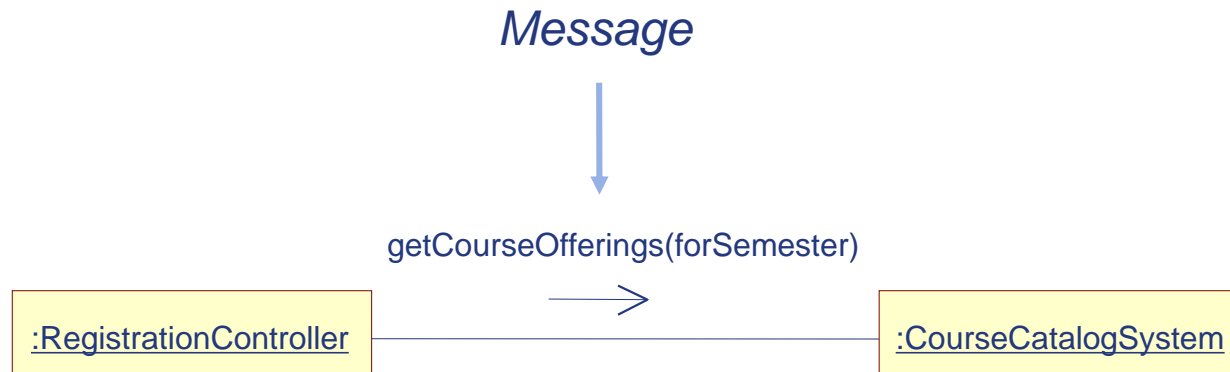 Message
getCourseOfferings(forSemester)
:RegistrationController
:CourseCatalogSystem